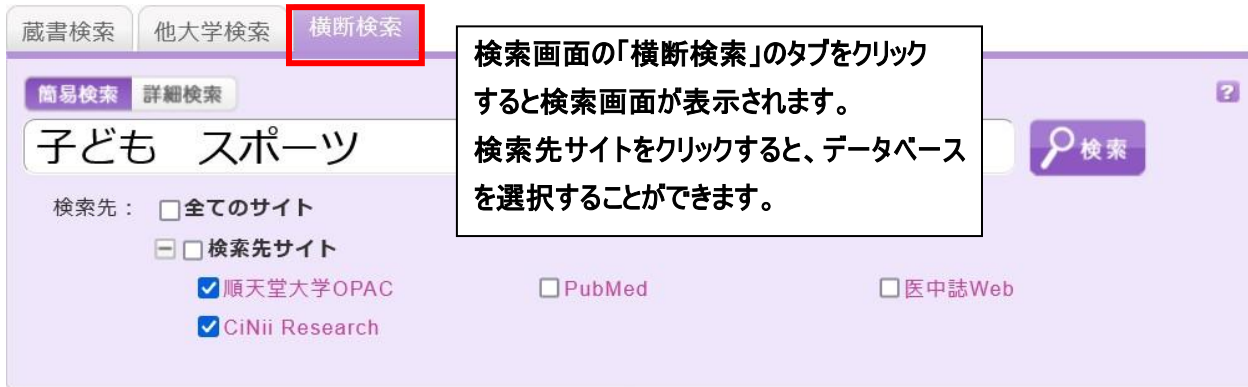 蔵書検索 他大学検索 横断検索
検索画面の「横断検索」のタブをクリック
すると検索画面が表示されます。
検索先サイトをクリックすると、データベース
を選択することができます。
簡易検索 詳細検索 ?
子ども スポーツ 検索
検索先: 全てのサイト
検索先サイト
順天堂大学OPAC PubMed 医中誌Web
CiNii Research